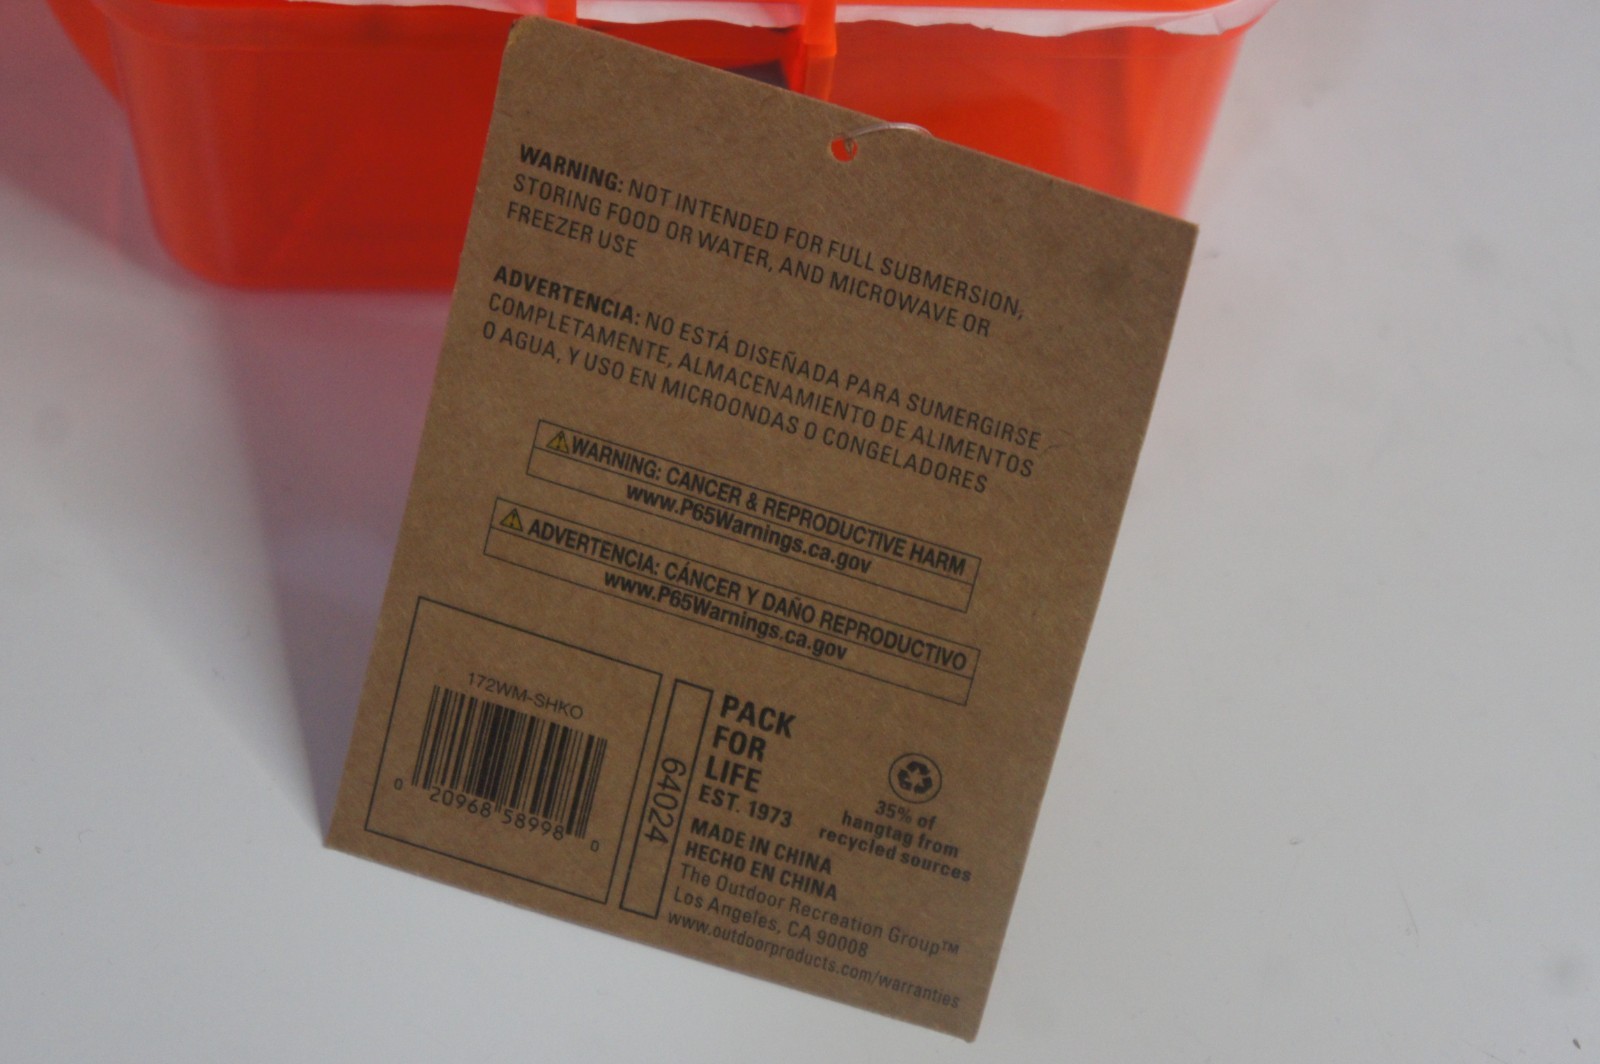 WARNING: NOT INTENDED FOR FULL SUBMERSION,
STORING FOOD OR WATER, AND MICROWAVE OR
FREEZER USE
ADVERTENCIA: NO ESTÁ DISEÑADA PARA SUMERGIRSE
COMPLETAMENTE, ALMACENAMIENTO DE ALIMENTOS
O AGUA, Y USO EN MICROONDAS O CONGELADORES
WARNING: CANCER & REPRODUCTIVE HARM
www.P65Warnings.ca.gov
ADVERTENCIA: CÁNCER Y DAÑO REPRODUCTIVO
www.P65Warnings.ca.gov
172WM-SHKO
0 20968 58998 0
64024
PACK
FOR
LIFE
EST. 1973
MADE IN CHINA
HECHO EN CHINA
The Outdoor Recreation Group™
Los Angeles, CA 90008
www.outdoorproducts.com/warranties
35% of
hangtag from
recycled sources